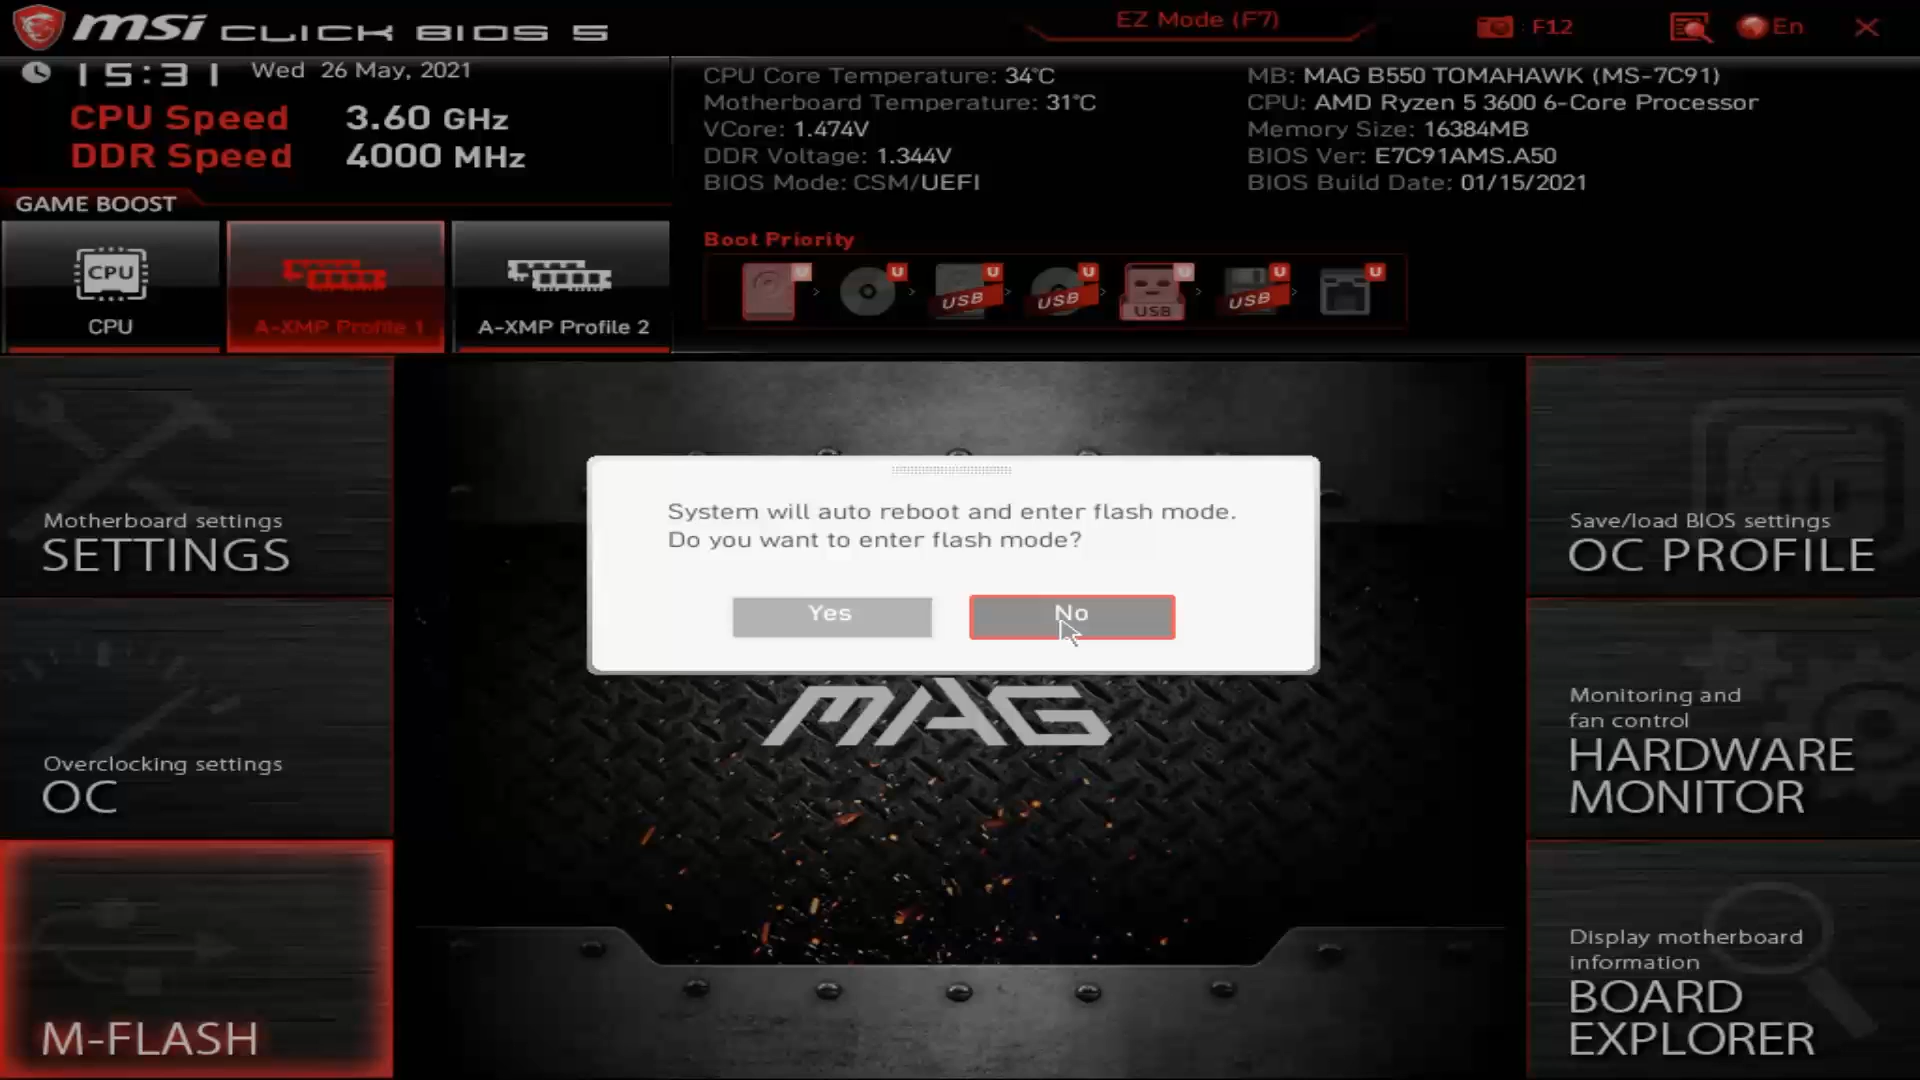 msi CLICK BIOS 5
EZ Mode (F7)
: F12
En
15:31 Wed 26 May, 2021
CPU Speed 3.60 GHz
DDR Speed 4000 MHz
CPU Core Temperature: 34°C
Motherboard Temperature: 31°C
VCore: 1.474V
DDR Voltage: 1.344V
BIOS Mode: CSM/UEFI
MB: MAG B550 TOMAHAWK (MS-7C91)
CPU: AMD Ryzen 5 3600 6-Core Processor
Memory Size: 16384MB
BIOS Ver: E7C91AMS.A50
BIOS Build Date: 01/15/2021
GAME BOOST
CPU
CPU
A-XMP Profile 1
A-XMP Profile 2
Boot Priority
U
U
U
USB
U
USB
U
USB
U
USB
U
Motherboard settings
SETTINGS
Overclocking settings
OC
M-FLASH
System will auto reboot and enter flash mode.
Do you want to enter flash mode?
Yes
No
MAG
Save/load BIOS settings
OC PROFILE
Monitoring and
fan control
HARDWARE
MONITOR
Display motherboard
information
BOARD
EXPLORER